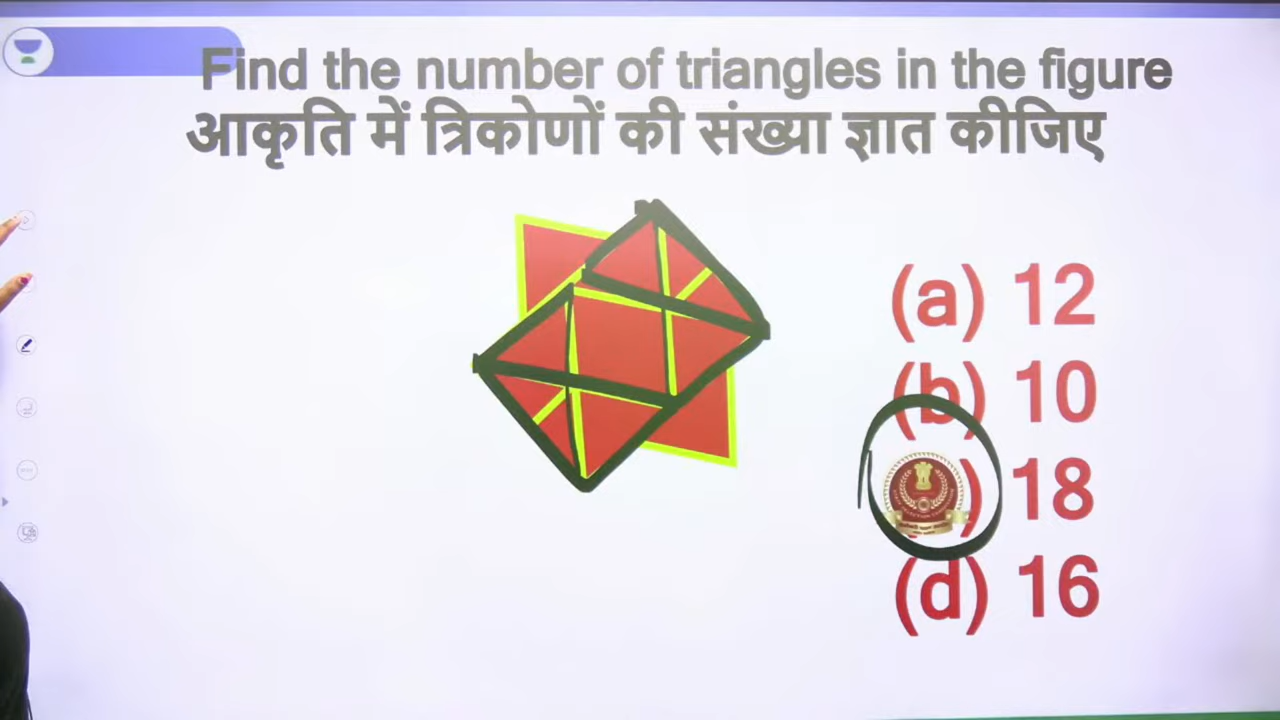 Find the number of triangles in the figure
आकृति में त्रिकोणों की संख्या ज्ञात कीजिए
(a) 12
(b) 10
) 18
(d) 16